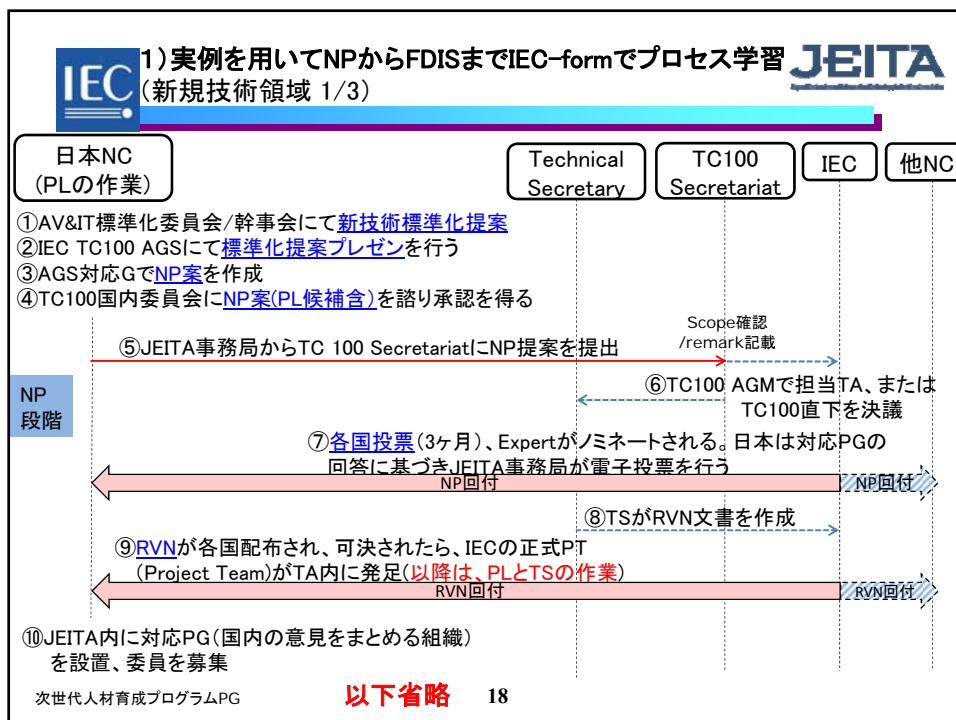 1)実例を用いてNPからFDISまでIEC-formでプロセス学習
(新規技術領域 1/3)
IEC
JEITA
日本NC
(PLの作業)
Technical
Secretary
TC100
Secretariat
IEC
他NC
①AV&IT標準化委員会/幹事会にて新技術標準化提案
②IEC TC100 AGSにて標準化提案プレゼンを行う
③AGS対応GでNP案を作成
④TC100国内委員会にNP案(PL候補含)を諮り承認を得る
Scope確認
/remark記載
⑤JEITA事務局からTC 100 SecretariatにNP提案を提出
NP
段階
⑥TC100 AGMで担当TA、または
TC100直下を決議
⑦各国投票(3ヶ月)、Expertがノミネートされる。日本は対応PGの
回答に基づきJEITA事務局が電子投票を行う
NP回付
NP回付
⑧TSがRVN文書を作成
⑨RVNが各国配布され、可決されたら、IECの正式PT
(Project Team)がTA内に発足(以降は、PLとTSの作業)
RVN回付
RVN回付
⑩JEITA内に対応PG(国内の意見をまとめる組織)
を設置、委員を募集
次世代人材育成プログラムPG
以下省略
18